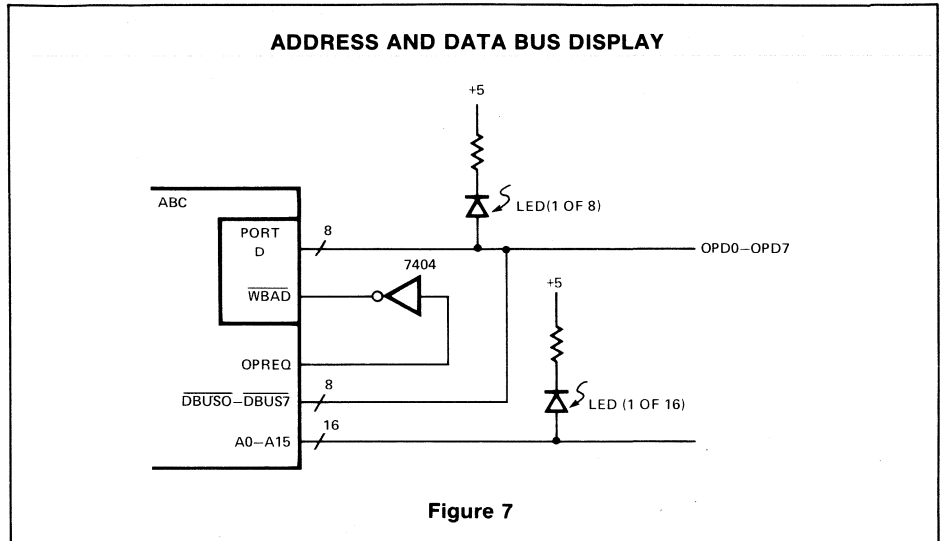 ADDRESS AND DATA BUS DISPLAY
+5
LED(1 OF 8)
ABC
PORT
D
8
OPD0-OPD7
7404
WBAD
+5
OPREQ
8
DBUS0-DBUS7
LED (1 OF 16)
16
A0-A15
Figure 7